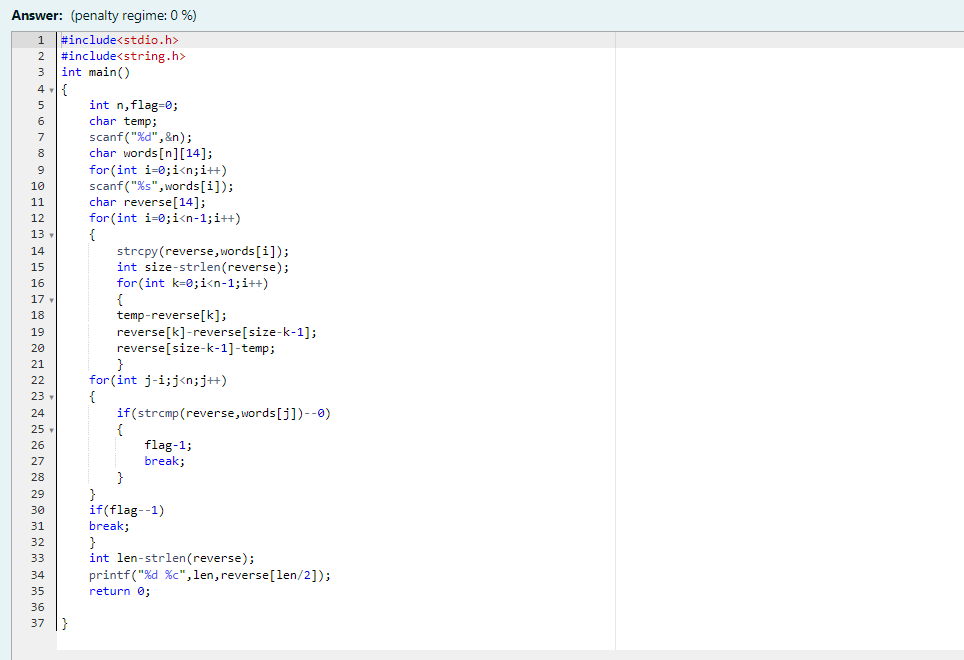 Answer: (penalty regime: 0 %)
1 #include<stdio.h>
2 #include<string.h>
3 int main()
4 {
5 int n,flag=0;
6 char temp;
7 scanf("%d",&n);
8 char words[n][14];
9 for(int i=0;i<n;i++)
10 scanf("%s",words[i]);
11 char reverse[14];
12 for(int i=0;i<n-1;i++)
13 {
14 strcpy(reverse,words[i]);
15 int size-strlen(reverse);
16 for(int k=0;i<n-1;i++)
17 {
18 temp-reverse[k];
19 reverse[k]-reverse[size-k-1];
20 reverse[size-k-1]-temp;
21 }
22 for(int j-i;j<n;j++)
23 {
24 if(strcmp(reverse,words[j])--0)
25 {
26 flag-1;
27 break;
28 }
29 }
30 if(flag--1)
31 break;
32 }
33 int len-strlen(reverse);
34 printf("%d %c",len,reverse[len/2]);
35 return 0;
36
37 }